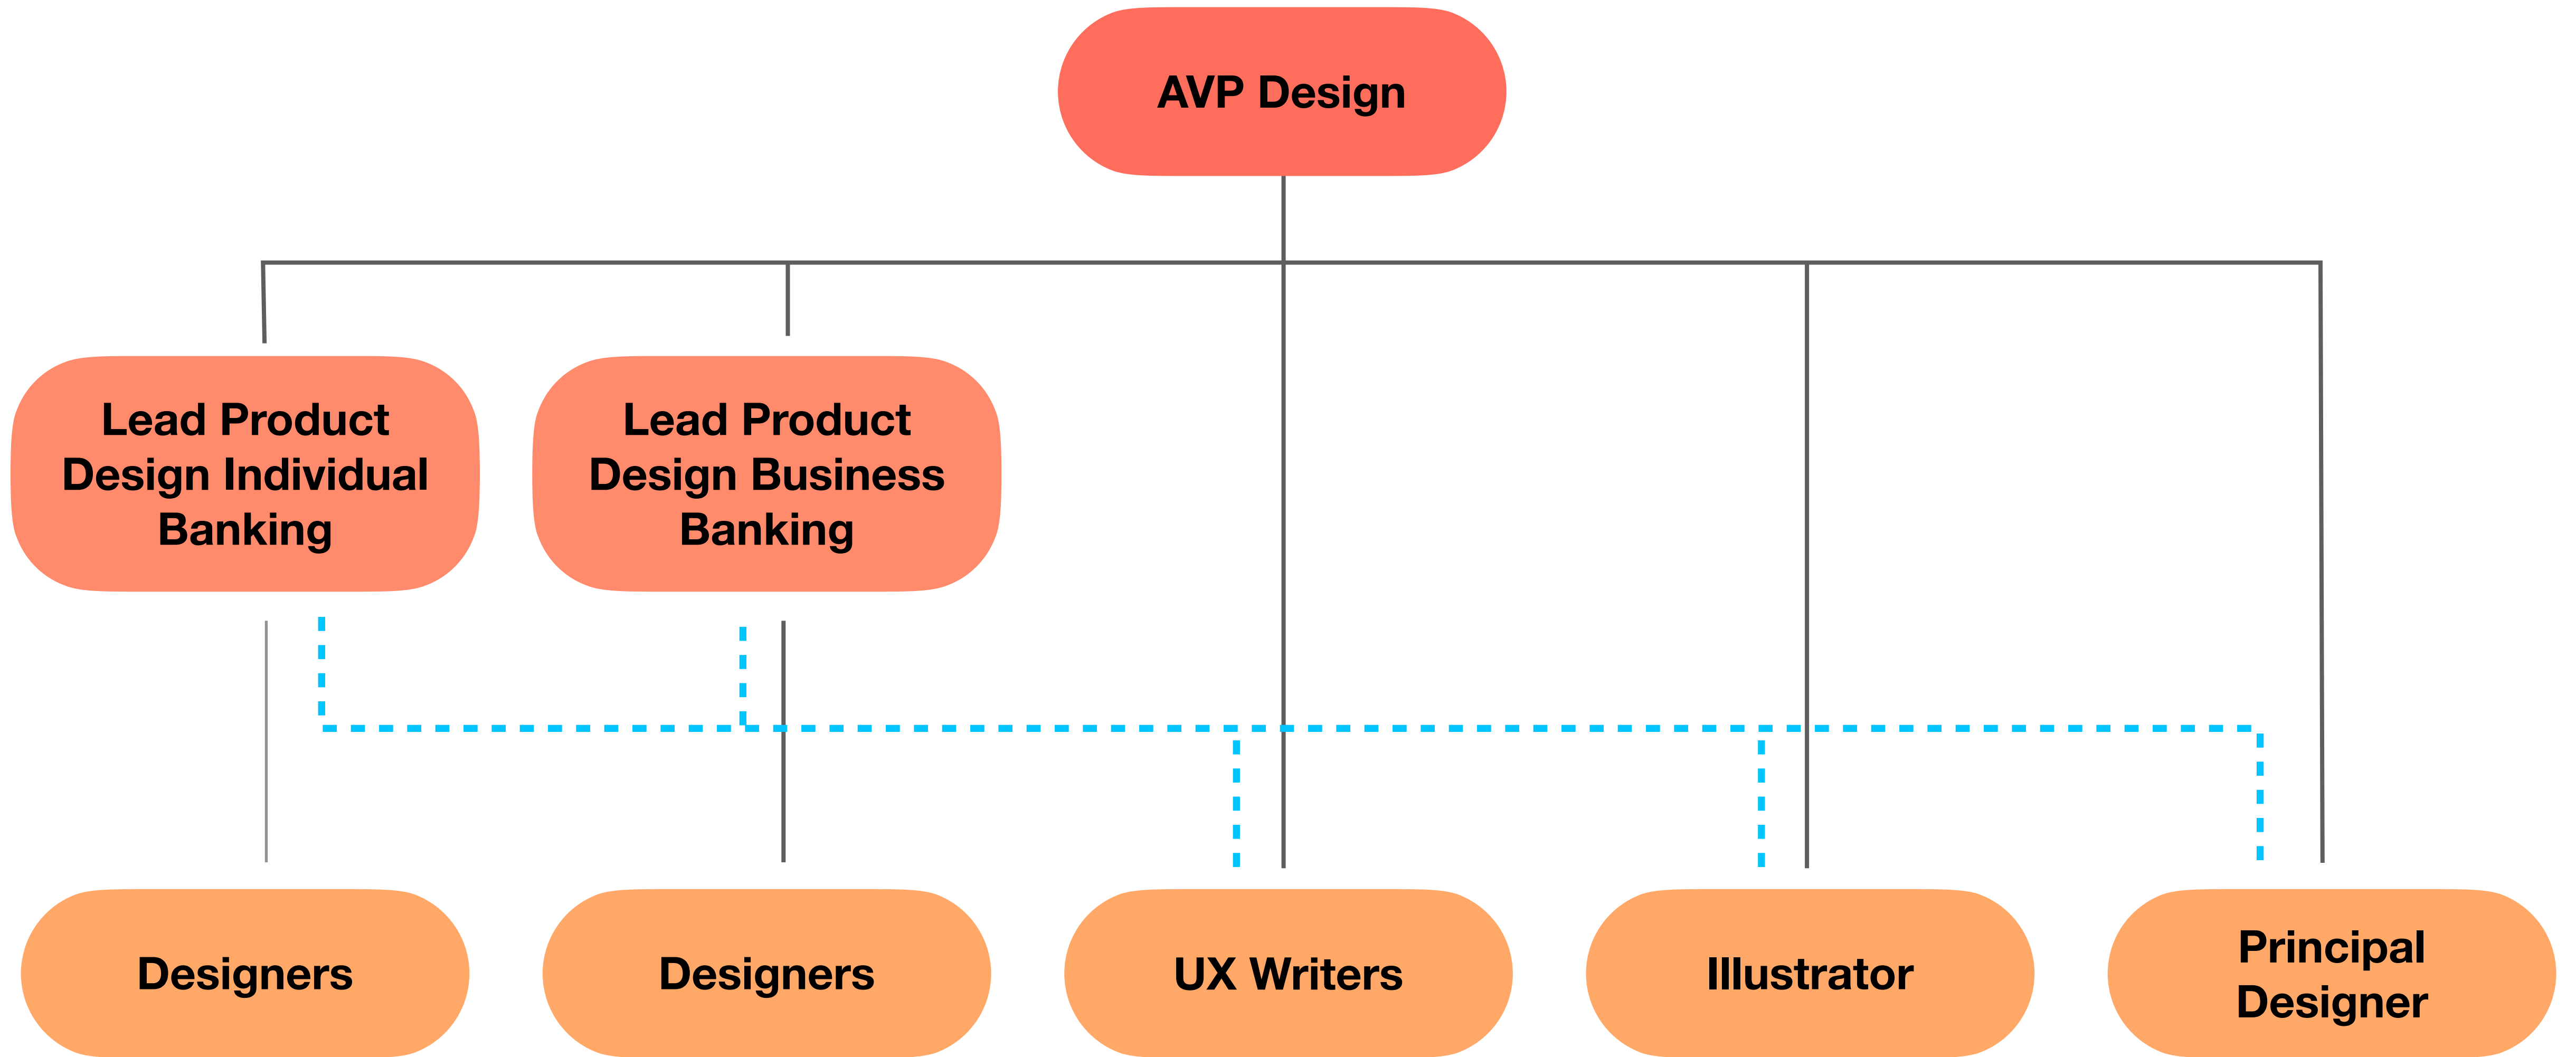 AVP Design
Lead Product
Design Individual
Banking
Lead Product
Design Business
Banking
Designers
Designers
UX Writers
Illustrator
Principal
Designer